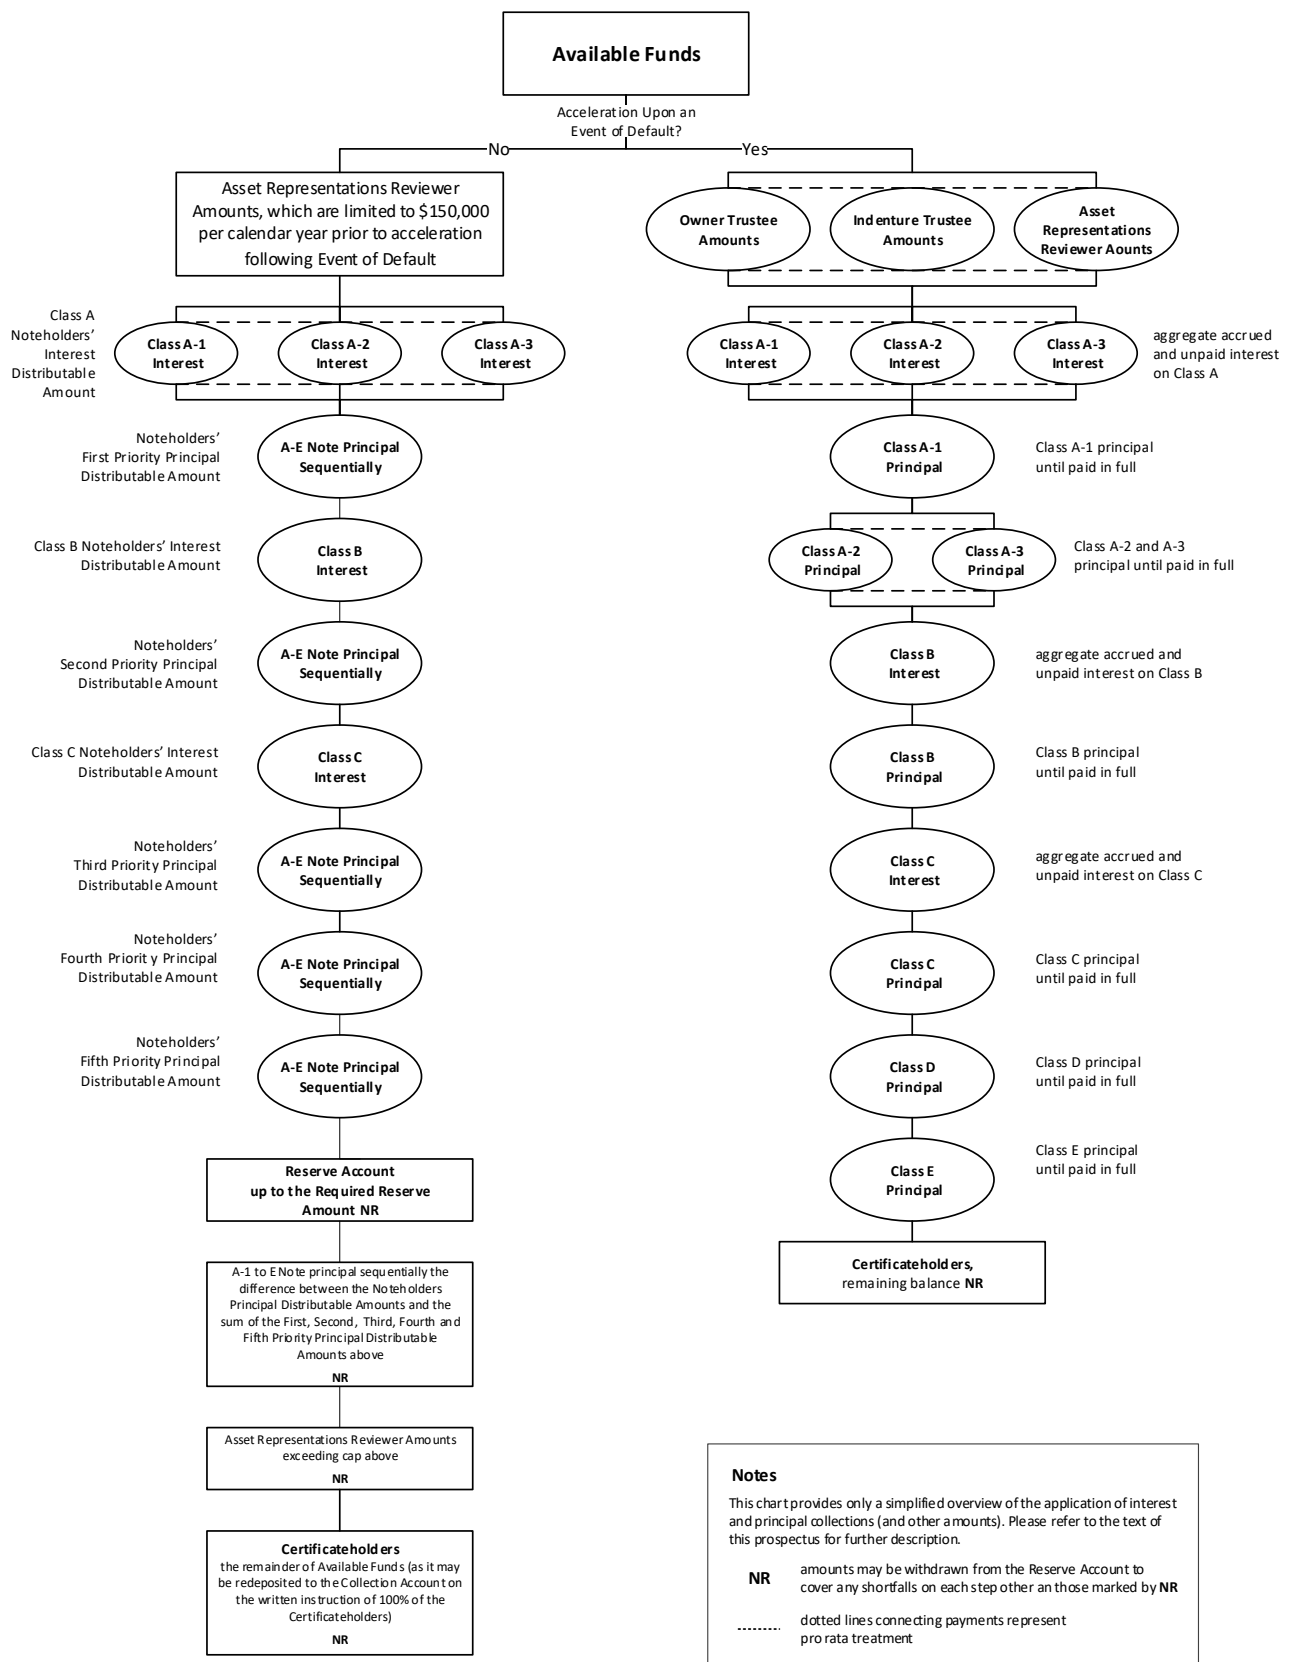 Available Funds
Acceleration Upon an
Event of Default?
No
Yes
Asset Representations Reviewer
Amounts, which are limited to $150,000
per calendar year prior to acceleration
following Event of Default
Owner Trustee
Amounts
Indenture Trustee
Amounts
Asset
Representations
Reviewer Aounts
Class A
Noteholders'
Interest
Distributable
Amount
Class A-1
Interest
Class A-2
Interest
Class A-3
Interest
Class A-1
Interest
Class A-2
Interest
Class A-3
Interest
aggregate accrued
and unpaid interest
on Class A
Noteholders'
First Priority Principal
Distributable Amount
A-E Note Principal
Sequentially
Class A-1
Principal
Class A-1 principal
until paid in full
Class B Noteholders' Interest
Distributable Amount
Class B
Interest
Class A-2
Principal
Class A-3
Principal
Class A-2 and A-3
principal until paid in full
Noteholders'
Second Priority Principal
Distributable Amount
A-E Note Principal
Sequentially
Class B
Interest
aggregate accrued and
unpaid interest on Class B
Class C Noteholders' Interest
Distributable Amount
Class C
Interest
Class B
Principal
Class B principal
until paid in full
Noteholders'
Third Priority Principal
Distributable Amount
A-E Note Principal
Sequentially
Class C
Interest
aggregate accrued and
unpaid interest on Class C
Noteholders'
Fourth Priority Principal
Distributable Amount
A-E Note Principal
Sequentially
Class C
Principal
Class C principal
until paid in full
Noteholders'
Fifth Priority Principal
Distributable Amount
A-E Note Principal
Sequentially
Class D
Principal
Class D principal
until paid in full
Reserve Account
up to the Required Reserve
Amount NR
Class E
Principal
Class E principal
until paid in full
A-1 to E Note principal sequentially the
difference between the Noteholders
Principal Distributable Amounts and the
sum of the First, Second, Third, Fourth and
Fifth Priority Principal Distributable
Amounts above
NR
Certificateholders,
remaining balance NR
Asset Representations Reviewer Amounts
exceeding cap above
NR
Certificateholders
the remainder of Available Funds (as it may
be redeposited to the Collection Account on
the written instruction of 100% of the
Certificateholders)
NR
Notes
This chart provides only a simplified overview of the application of interest
and principal collections (and other amounts). Please refer to the text of
this prospectus for further description.
NR
amounts may be withdrawn from the Reserve Account to
cover any shortfalls on each step other an those marked by NR
dotted lines connecting payments represent
pro rata treatment